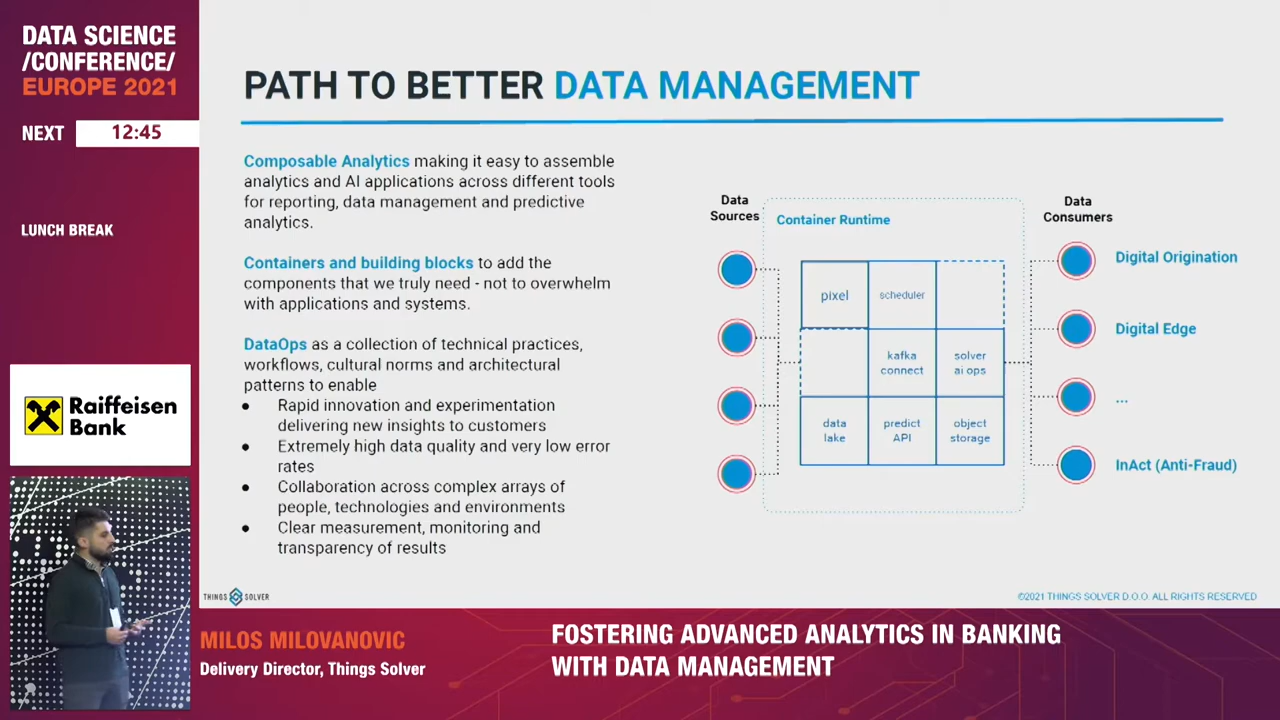 DATA SCIENCE
/CONFERENCE/
EUROPE 2021
NEXT 12:45
LUNCH BREAK
Raiffeisen
Bank
PATH TO BETTER DATA MANAGEMENT
Composable Analytics making it easy to assemble
analytics and AI applications across different tools
for reporting, data management and predictive
analytics.
Containers and building blocks to add the
components that we truly need - not to overwhelm
with applications and systems.
DataOps as a collection of technical practices,
workflows, cultural norms and architectural
patterns to enable
● Rapid innovation and experimentation
delivering new insights to customers
● Extremely high data quality and very low error
rates
● Collaboration across complex arrays of
people, technologies and environments
● Clear measurement, monitoring and
transparency of results
Data
Sources
Container Runtime
pixel
scheduler
kafka
connect
solver
ai ops
data
lake
predict
API
object
storage
Data
Consumers
Digital Origination
Digital Edge
...
InAct (Anti-Fraud)
THINGS SOLVER
©2021 THINGS SOLVER D.O.O. ALL RIGHTS RESERVED
MILOS MILOVANOVIC
Delivery Director, Things Solver
FOSTERING ADVANCED ANALYTICS IN BANKING
WITH DATA MANAGEMENT